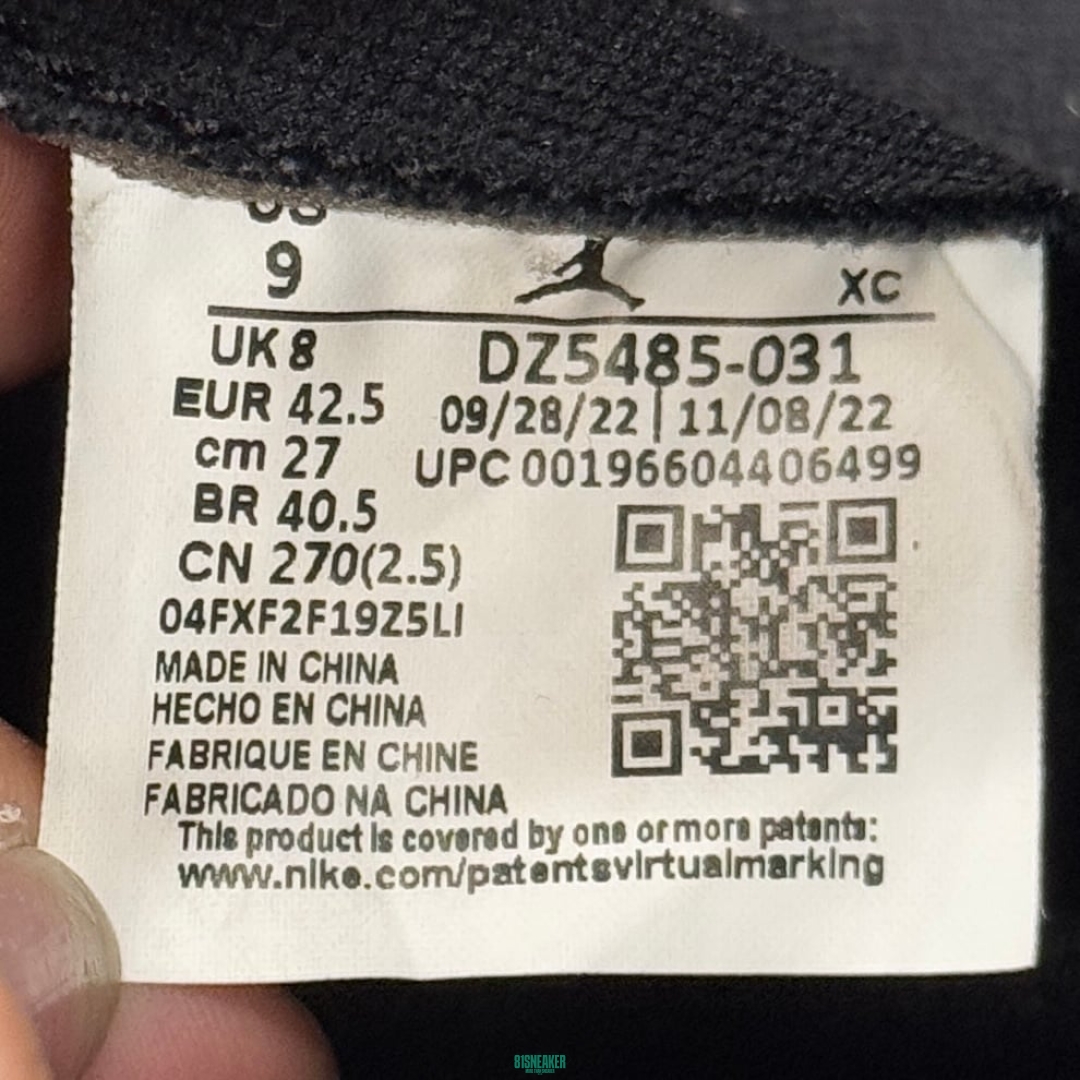 US
9
XC
UK 8
DZ5485-031
EUR 42.5
09/28/22 | 11/08/22
cm 27
UPC 00196604406499
BR 40.5
CN 270(2.5)
04FXF2F19Z5LI
MADE IN CHINA
HECHO EN CHINA
FABRIQUE EN CHINE
FABRICADO NA CHINA
This product is covered by one or more patents:
www.nike.com/patentsvirtualmarking
81SNEAKER